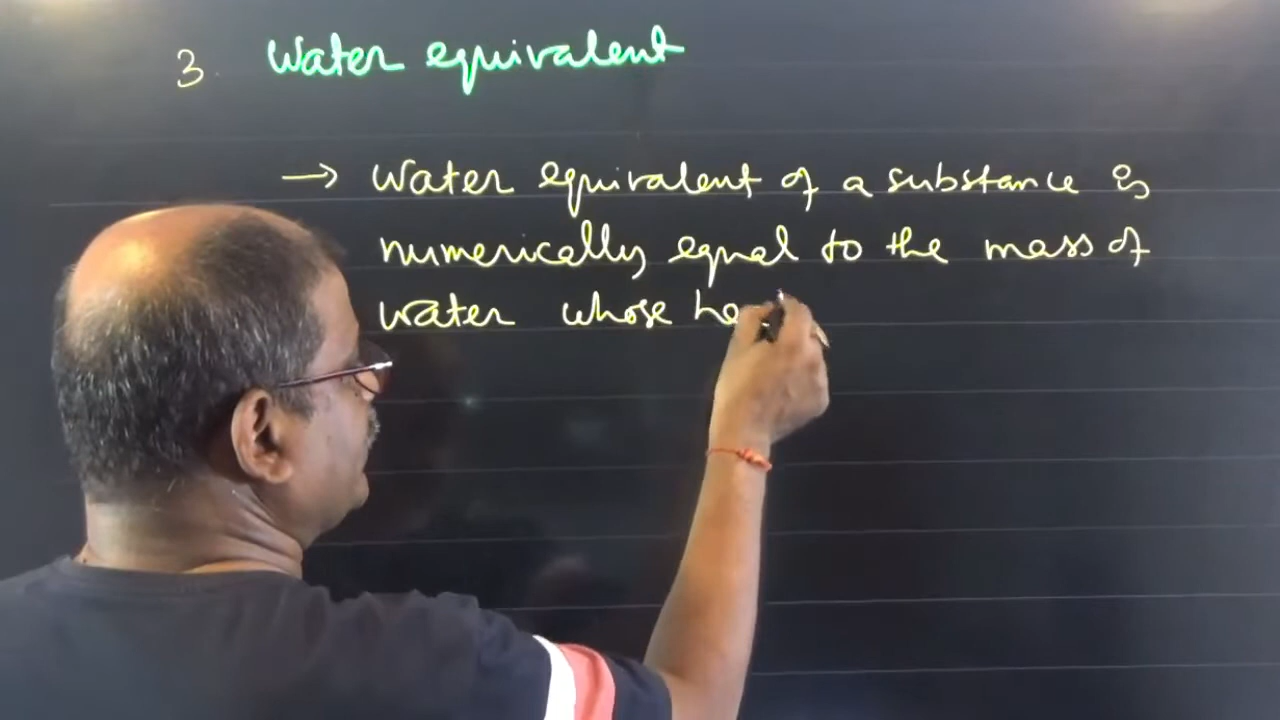 3. Water equivalent
→ Water equivalent of a substance is
numerically equal to the mass of
water whose